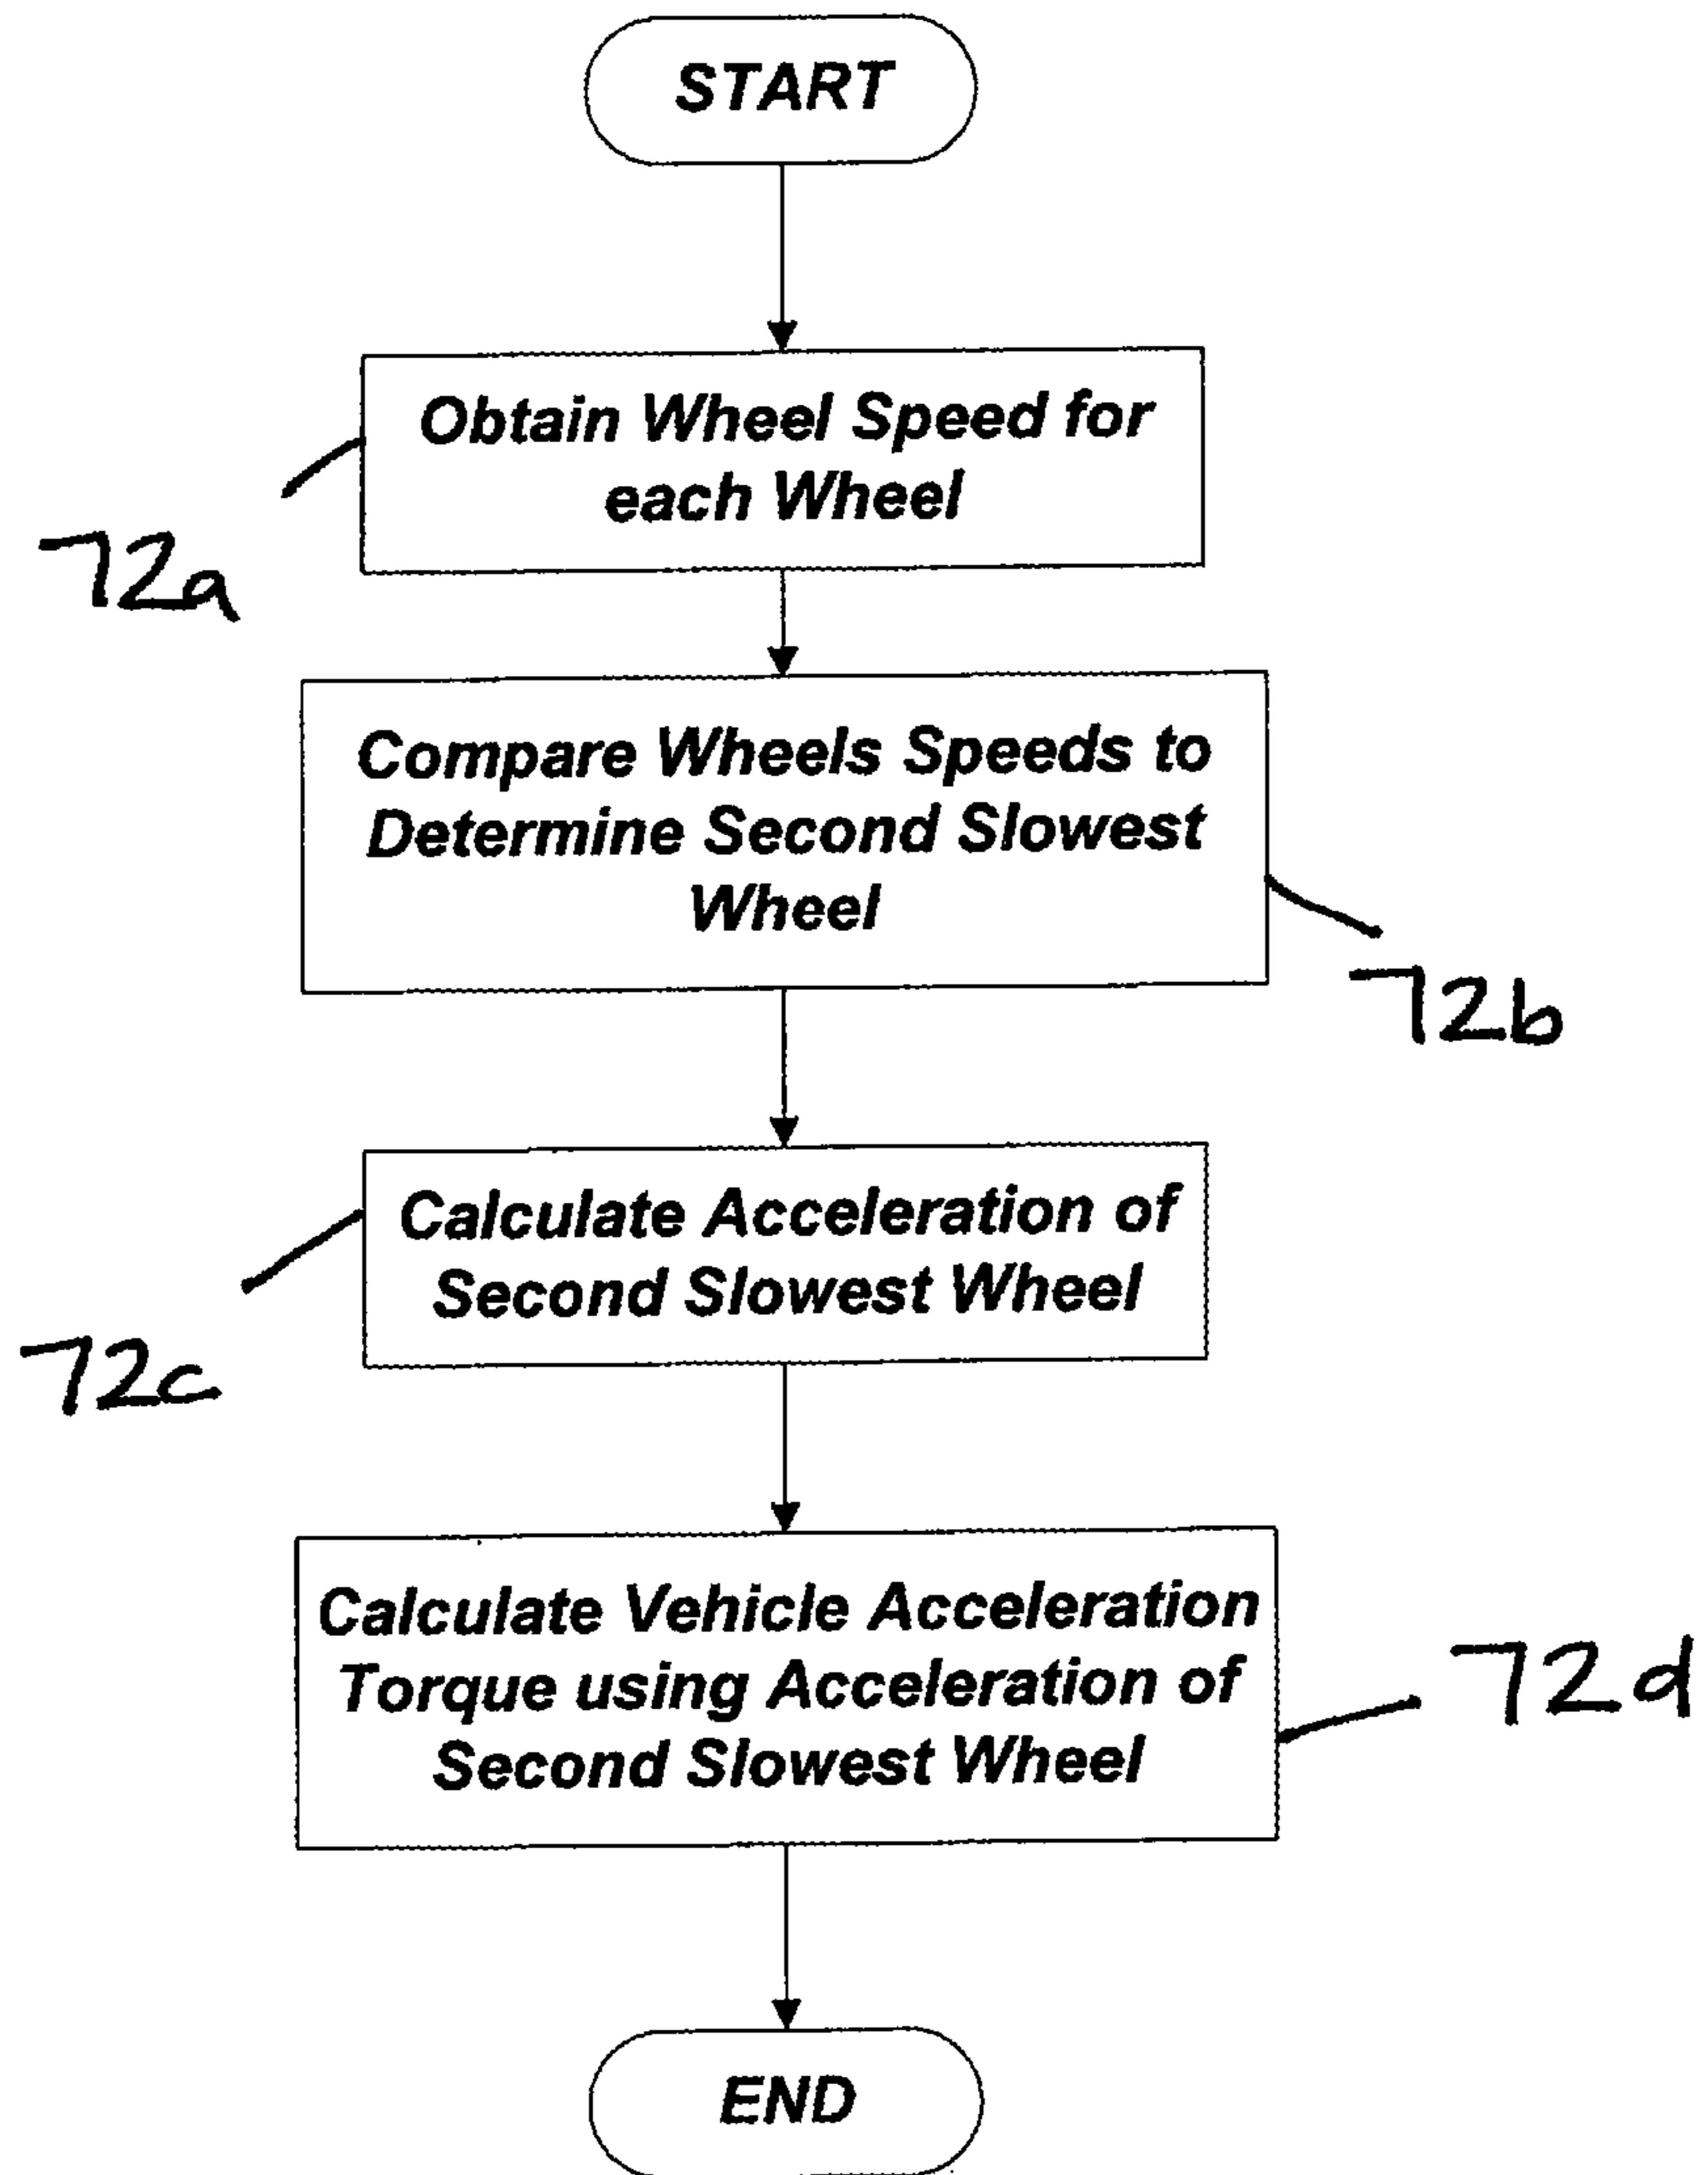 START
Obtain Wheel Speed for
each Wheel
72a
Compare Wheels Speeds to
Determine Second Slowest
Wheel
72b
Calculate Acceleration of
Second Slowest Wheel
72c
Calculate Vehicle Acceleration
Torque using Acceleration of
Second Slowest Wheel
72d
END